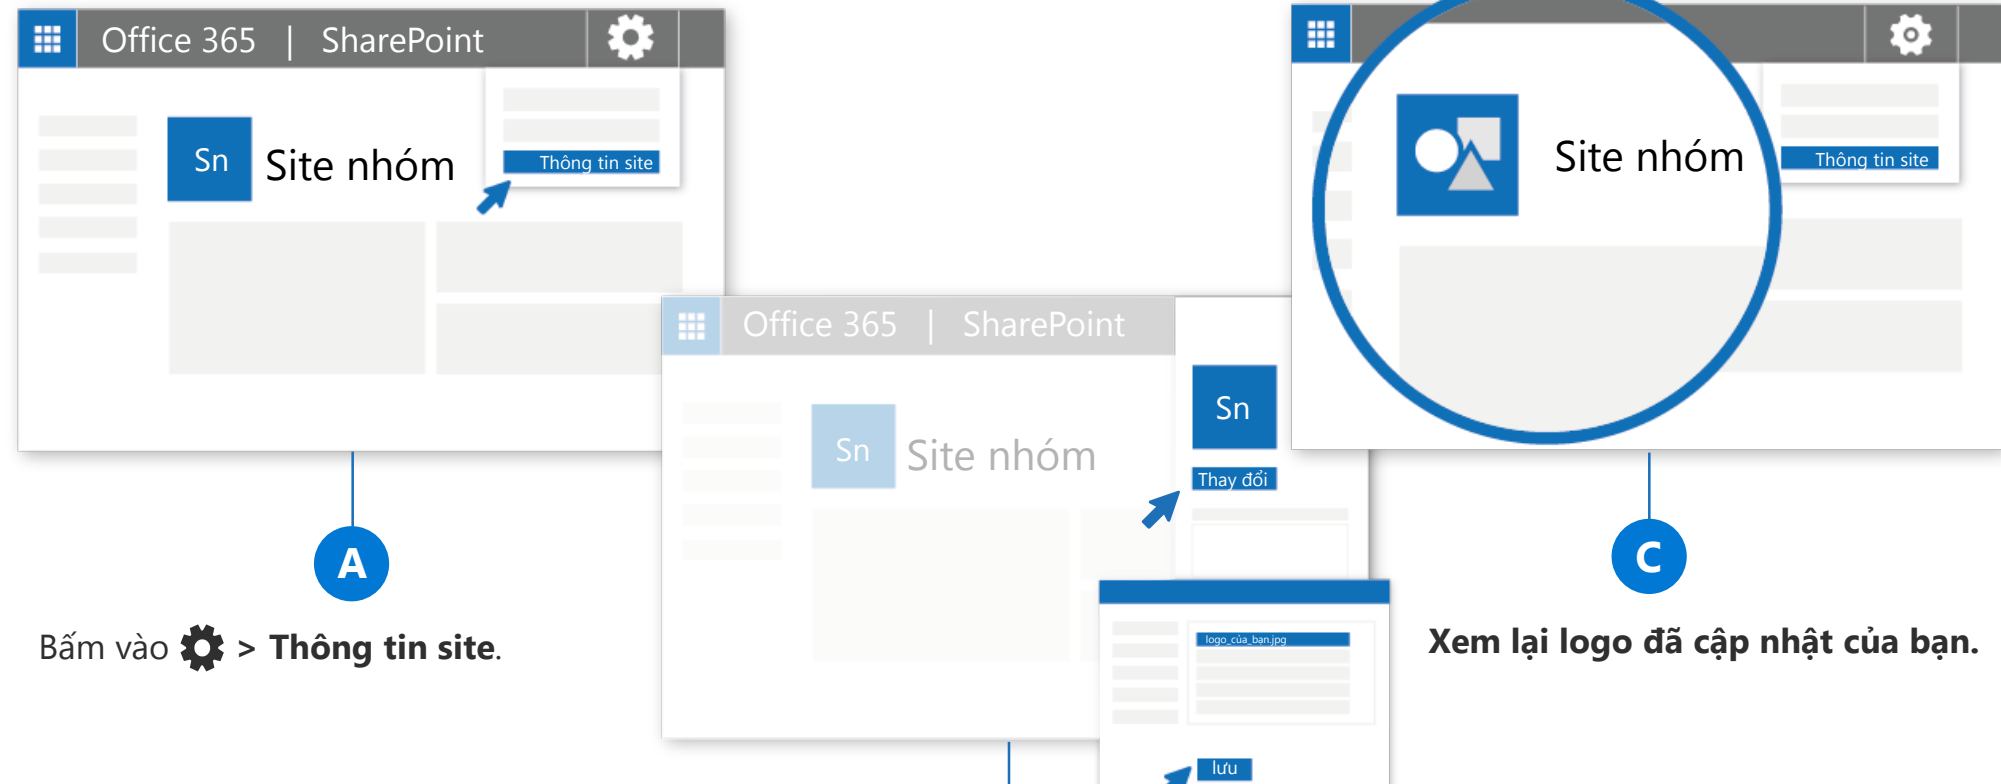 Office 365 | SharePoint
Sn
Site nhóm
Thông tin site
A
Bấm vào > Thông tin site.
Office 365 | SharePoint
Sn
Site nhóm
Sn
Thay đổi
logo_của_bạn.jpg
lưu
Site nhóm
Thông tin site
C
Xem lại logo đã cập nhật của bạn.